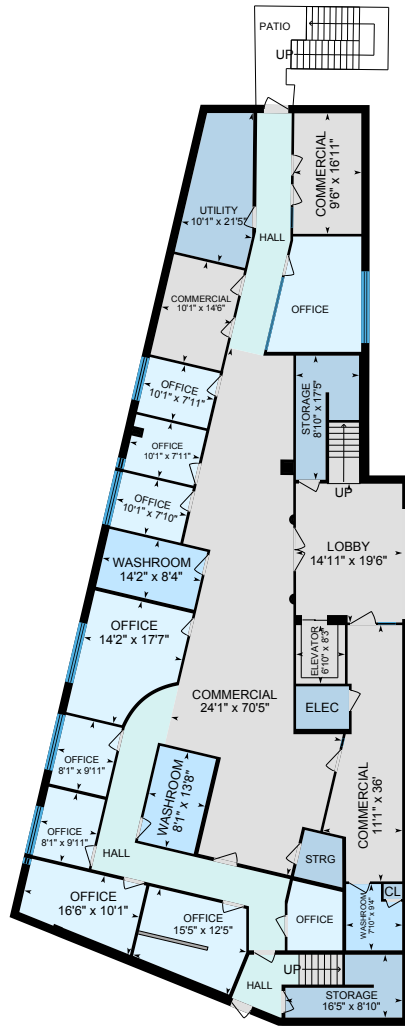 PATIO
UP
COMMERCIAL
9'6" x 16'11"
UTILITY
10'1" x 21'5"
HALL
COMMERCIAL
10'1" x 14'6"
OFFICE
OFFICE
10'1" x 7'11"
STORAGE
8'10" x 17'5"
OFFICE
10'1" x 7'11"
OFFICE
10'1" x 7'10"
UP
WASHROOM
14'2" x 8'4"
LOBBY
14'11" x 19'6"
OFFICE
14'2" x 17'7"
ELEVATOR
6'10" x 8'3"
COMMERCIAL
24'1" x 70'5"
ELEC
OFFICE
8'1" x 9'11"
WASHROOM
8'1" x 13'8"
COMMERCIAL
11'1" x 36'
OFFICE
8'1" x 9'11"
HALL
STRG
OFFICE
16'6" x 10'1"
OFFICE
15'5" x 12'5"
OFFICE
WASHROOM
7'10" x 9'4"
CL
UP
HALL
STORAGE
16'5" x 8'10"